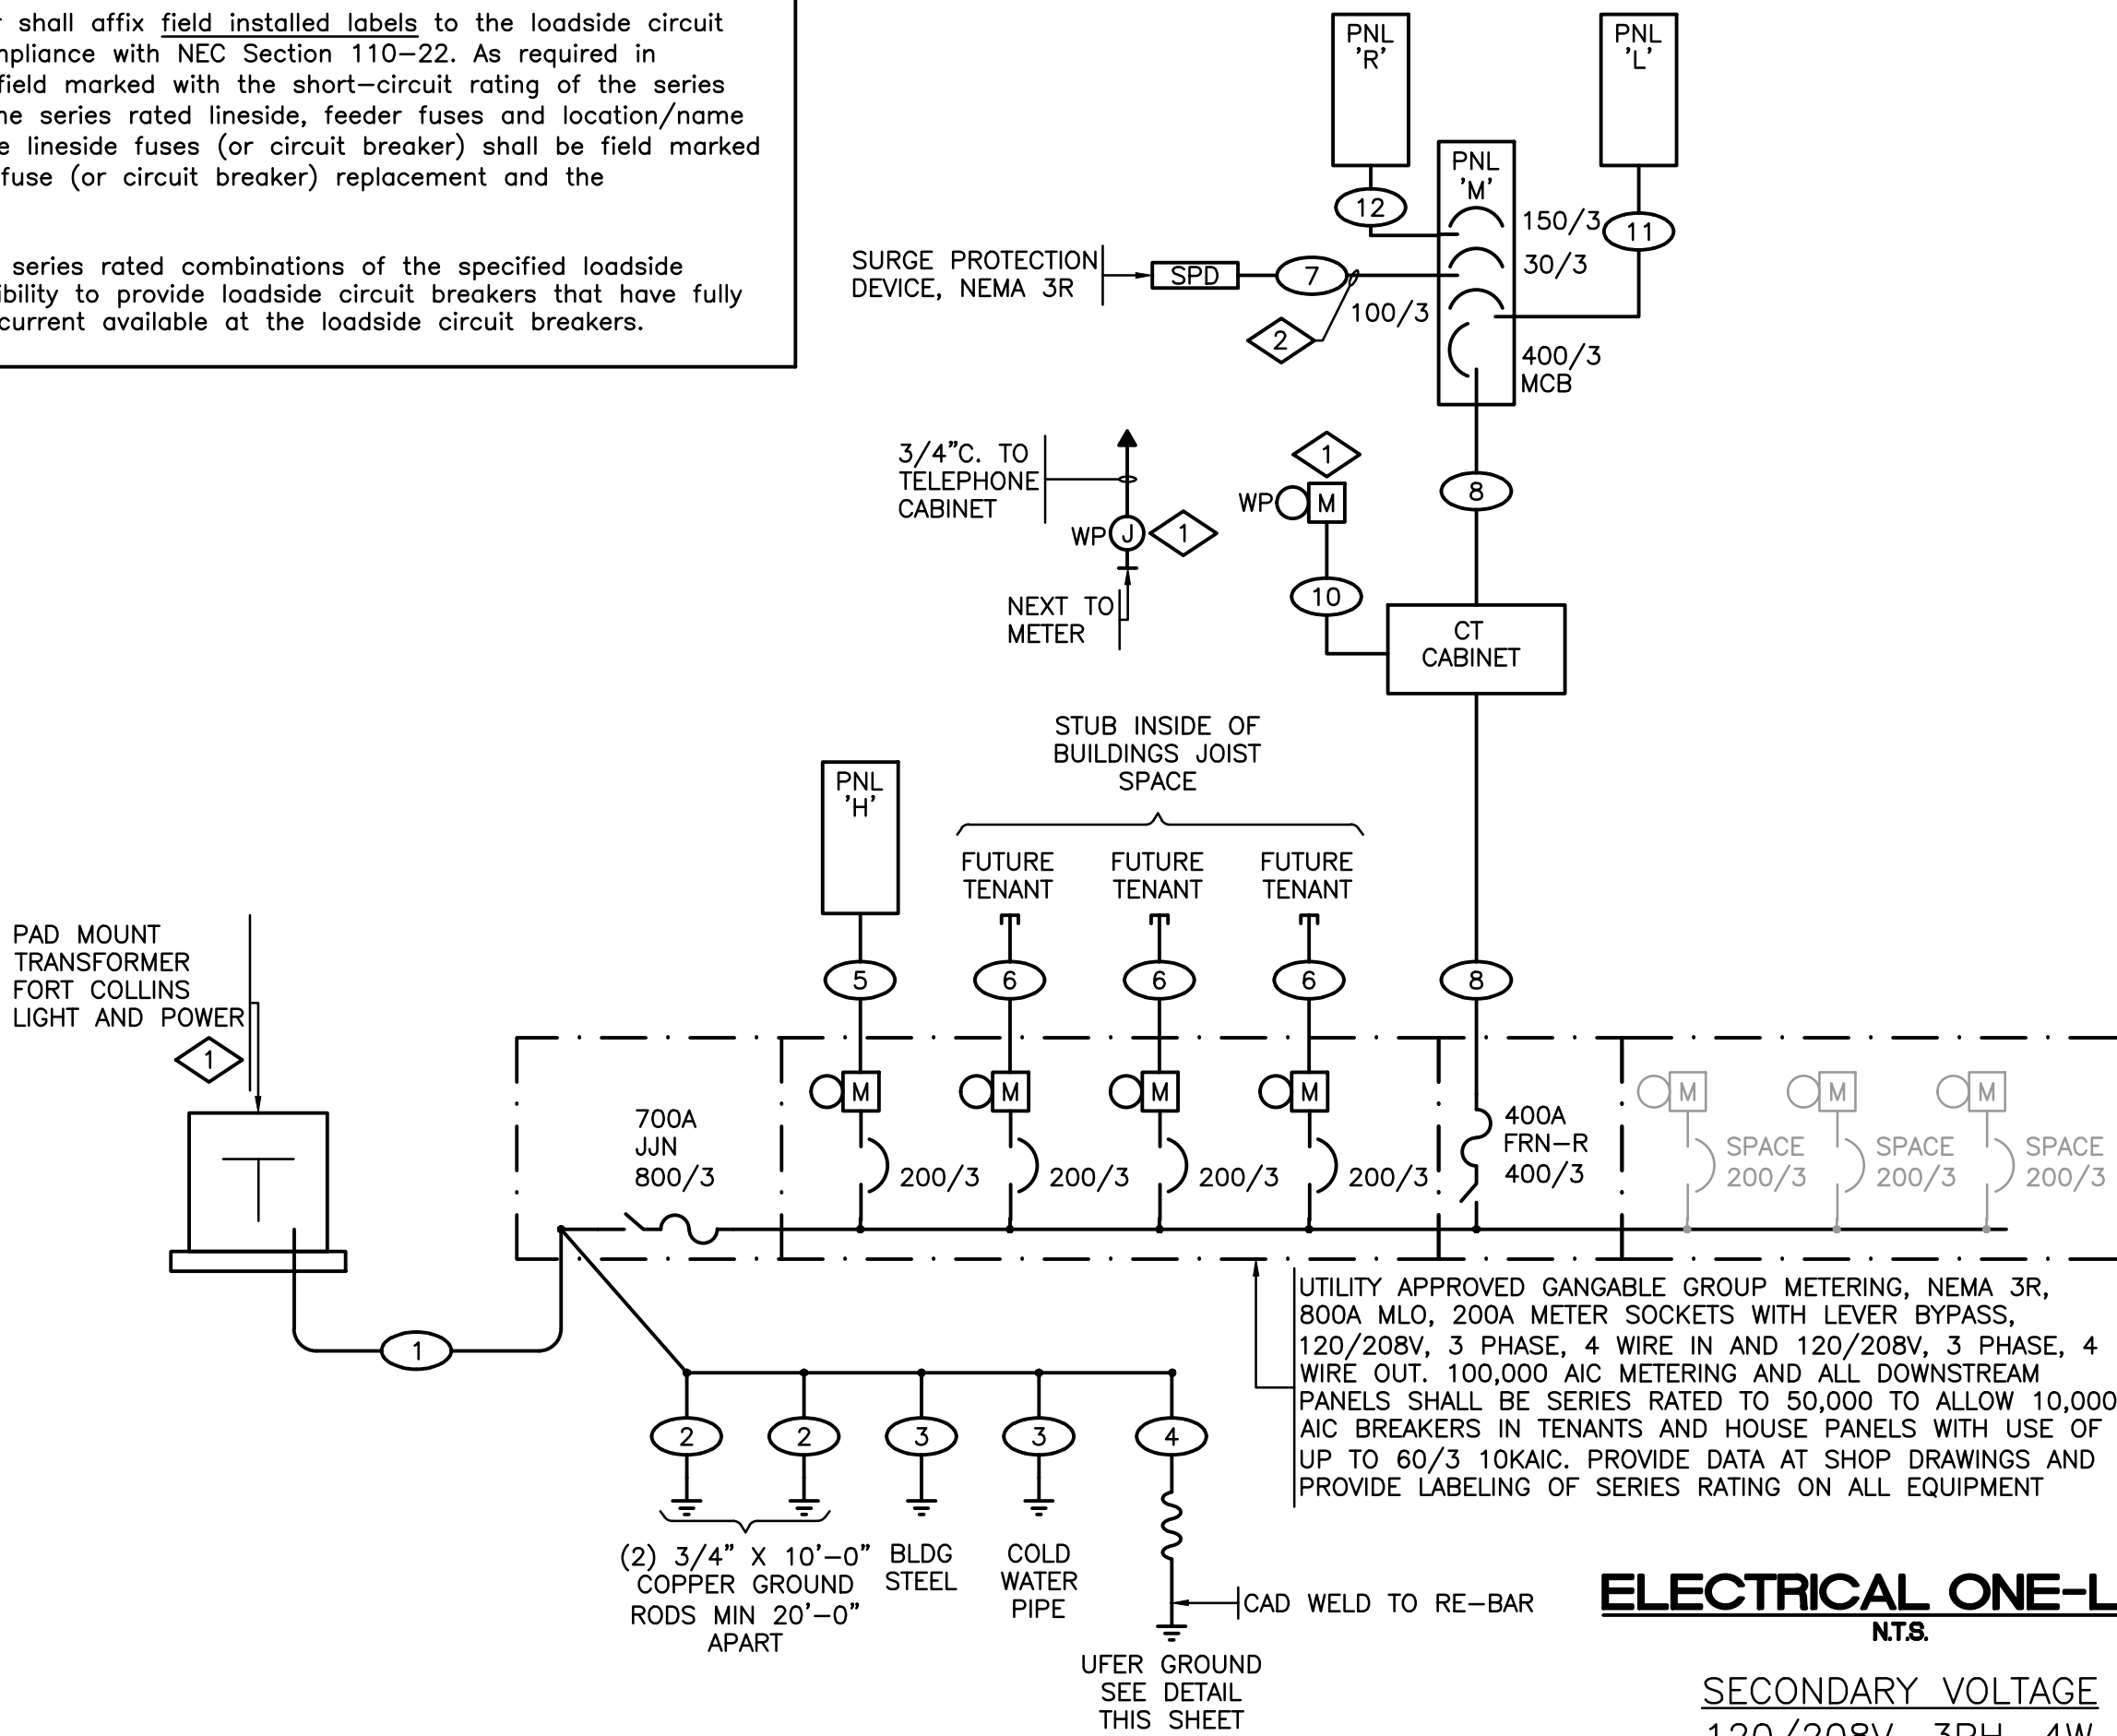 shall affix field installed labels to the loadside circuit
compliance with NEC Section 110-22. As required in
field marked with the short-circuit rating of the series
series rated lineside, feeder fuses and location/name
lineside fuses (or circuit breaker) shall be field marked
fuse (or circuit breaker) replacement and the
series rated combinations of the specified loadside
to provide loadside circuit breakers that have fully
current available at the loadside circuit breakers.
PNL
'R'
PNL
'L'
PNL
'M'
12
11
150/3
30/3
SURGE PROTECTION
DEVICE, NEMA 3R
SPD
7
100/3
2
400/3
MCB
3/4"C. TO
TELEPHONE
CABINET
WP
J
1
NEXT TO
METER
1
WP
M
10
8
CT
CABINET
STUB INSIDE OF
BUILDINGS JOIST
SPACE
PNL
'H'
FUTURE
TENANT
FUTURE
TENANT
FUTURE
TENANT
5
6
6
6
8
PAD MOUNT
TRANSFORMER
FORT COLLINS
LIGHT AND POWER
1
T
700A
JJN
800/3
M
200/3
M
200/3
M
200/3
M
200/3
400A
FRN-R
400/3
M
SPACE
200/3
M
SPACE
200/3
M
SPACE
200/3
1
UTILITY APPROVED GANGABLE GROUP METERING, NEMA 3R,
800A MLO, 200A METER SOCKETS WITH LEVER BYPASS,
120/208V, 3 PHASE, 4 WIRE IN AND 120/208V, 3 PHASE, 4
WIRE OUT. 100,000 AIC METERING AND ALL DOWNSTREAM
PANELS SHALL BE SERIES RATED TO 50,000 TO ALLOW 10,000
AIC BREAKERS IN TENANTS AND HOUSE PANELS WITH USE OF
UP TO 60/3 10KAIC. PROVIDE DATA AT SHOP DRAWINGS AND
PROVIDE LABELING OF SERIES RATING ON ALL EQUIPMENT
2
2
3
3
4
(2) 3/4" X 10'-0"
COPPER GROUND
RODS MIN 20'-0"
APART
BLDG
STEEL
COLD
WATER
PIPE
CAD WELD TO RE-BAR
UFER GROUND
SEE DETAIL
THIS SHEET
ELECTRICAL ONE-L
N.T.S.
SECONDARY VOLTAGE
120/208V, 3PH, 4W